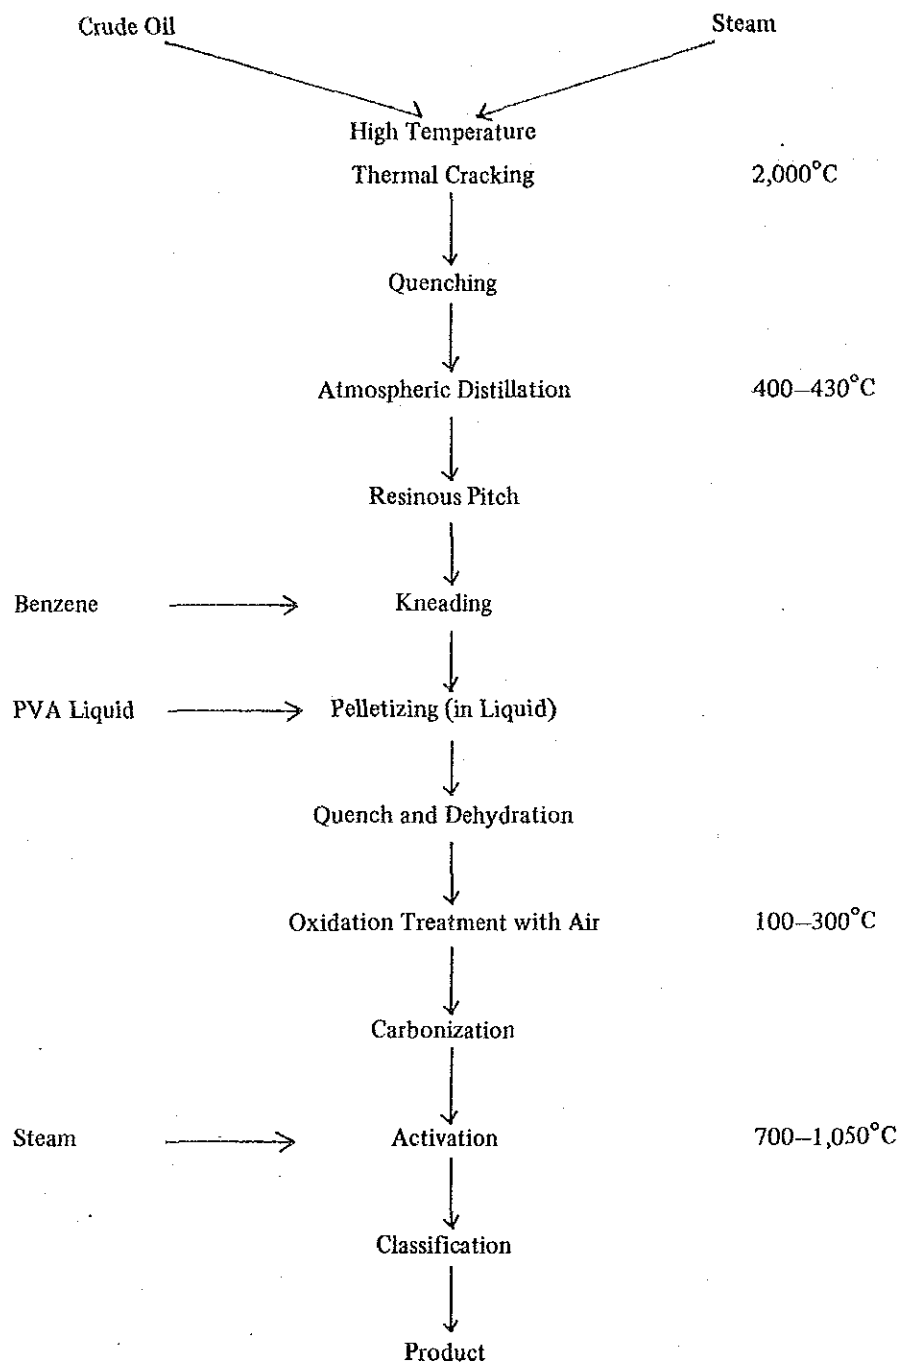 Crude Oil
Steam
High Temperature
Thermal Cracking
2,000°C
Quenching
Atmospheric Distillation
400–430°C
Resinous Pitch
Benzene
Kneading
PVA Liquid
Pelletizing (in Liquid)
Quench and Dehydration
Oxidation Treatment with Air
100–300°C
Carbonization
Steam
Activation
700–1,050°C
Classification
Product